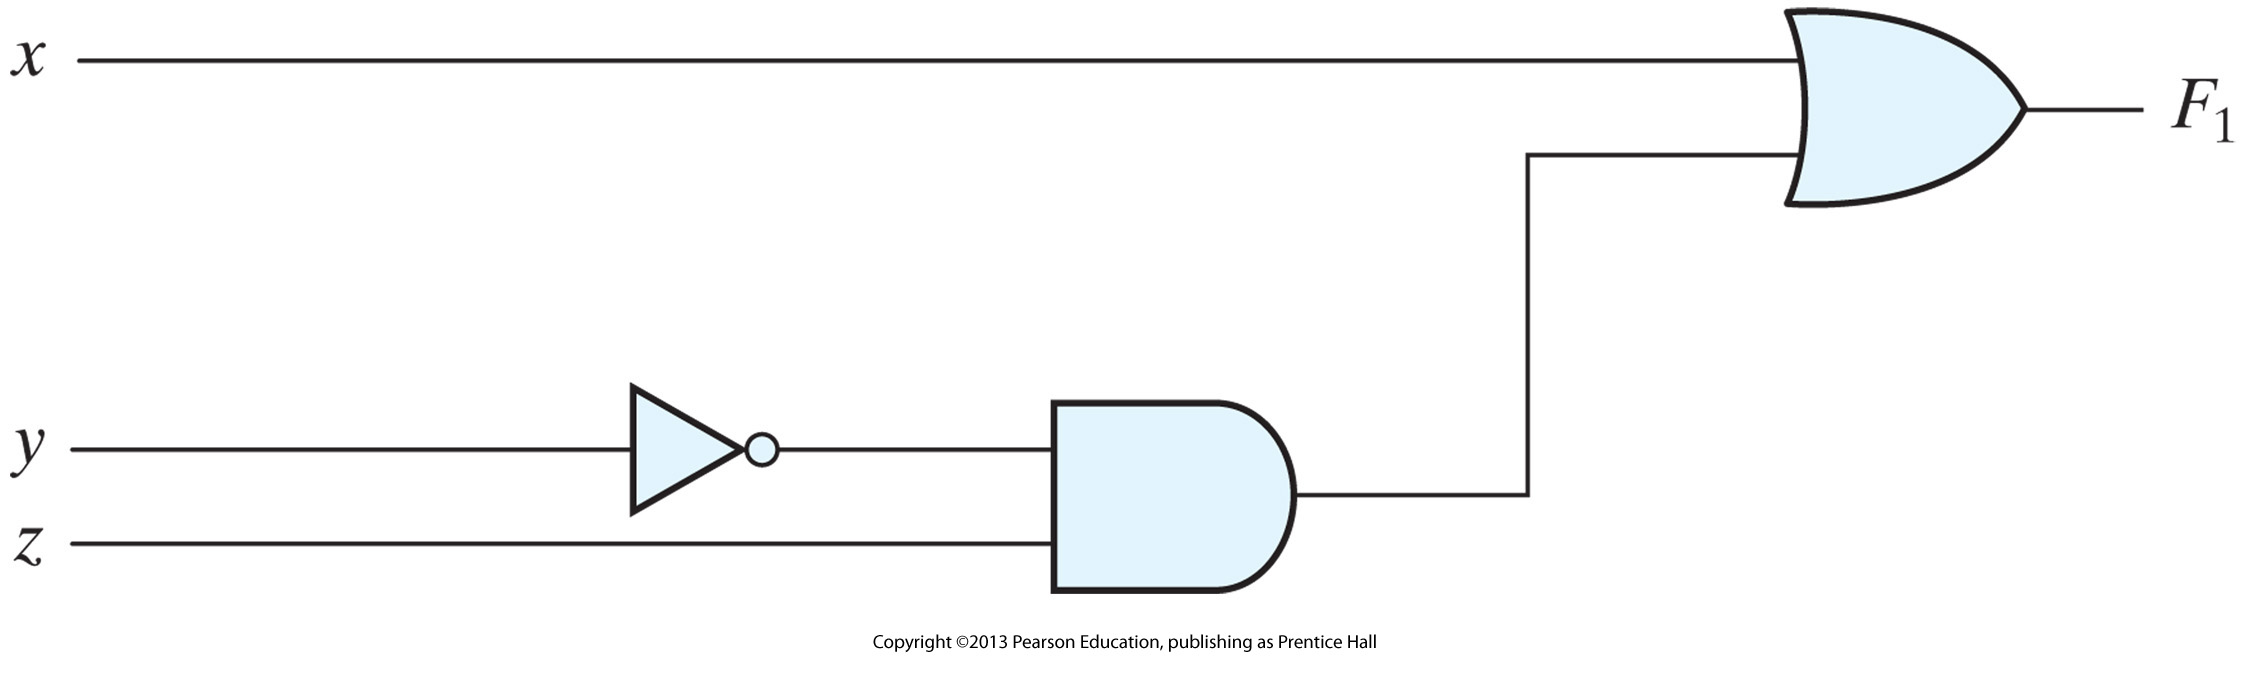 x
F₁
y
z
Copyright ©2013 Pearson Education, publishing as Prentice Hall